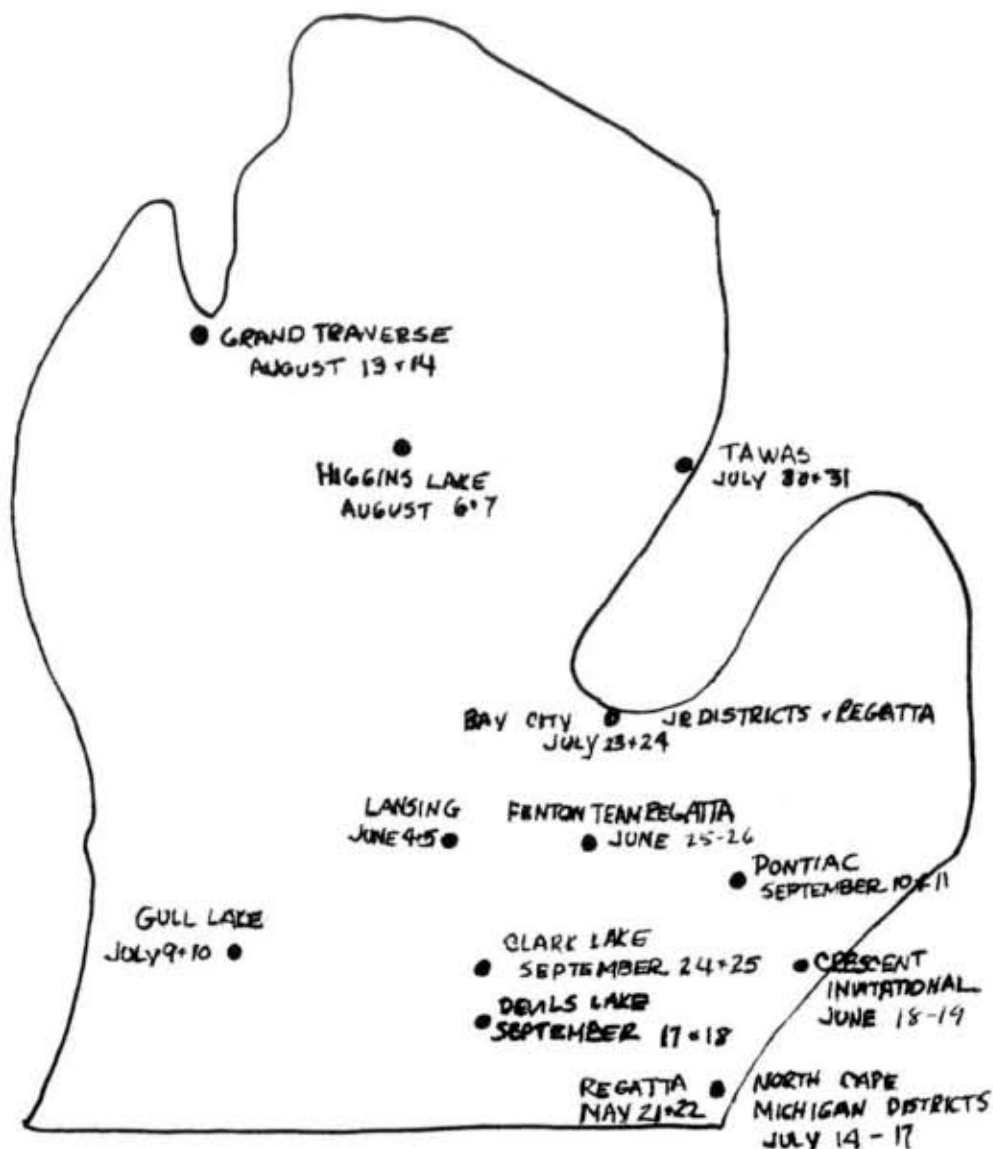 GRAND TRAVERSE
AUGUST 13 + 14
HIGGINS LAKE
AUGUST 6 + 7
TAWAS
JULY 30 + 31
BAY CITY
JULY 23 + 24
JR DISTRICTS + REGATTA
LANSING
JUNE 4+5
FENTON TEAM REGATTA
JUNE 25-26
PONTIAC
SEPTEMBER 10 + 11
GULL LAKE
JULY 9+10
CLARK LAKE
SEPTEMBER 24+25
CRESCENT
INVITATIONAL
JUNE 18-19
DEVILS LAKE
SEPTEMBER 17 + 18
REGATTA
MAY 21+22
NORTH CAPE
MICHIGAN DISTRICTS
JULY 14 - 17